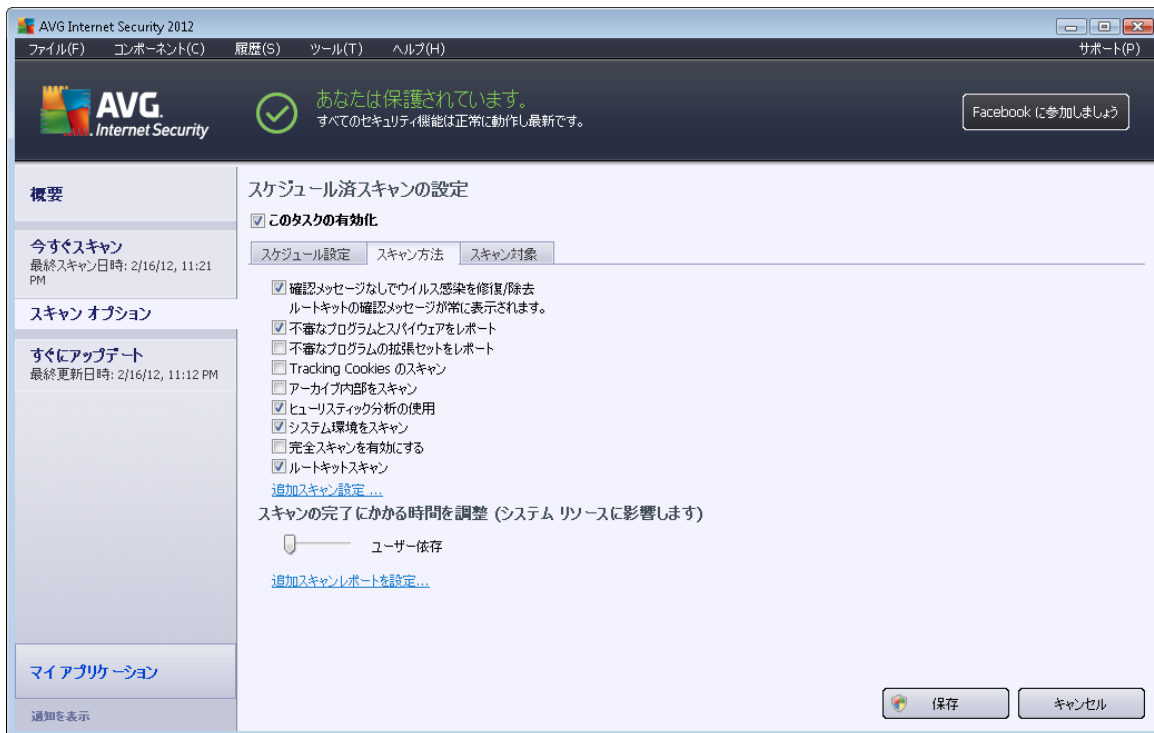 AVG Internet Security 2012
ファイル(F) コンポーネント(C) 履歴(S) ツール(T) ヘルプ(H) サポート(P)
AVG.
Internet Security
あなたは保護されています。
すべてのセキュリティ機能は正常に動作し最新です。
Facebook に参加しましょう
概要
今すぐスキャン
最終スキャン日時: 2/16/12, 11:21
PM
スキャン オプション
すぐにアップデート
最終更新日時: 2/16/12, 11:12 PM
マイ アプリケーション
通知を表示
スケジュール済スキャンの設定
このタスクの有効化
スケジュール設定 スキャン方法 スキャン対象
確認メッセージなしでウイルス感染を修復/除去
ルートキットの確認メッセージが常に表示されます。
不審なプログラムとスパイウェアをレポート
不審なプログラムの拡張セットをレポート
Tracking Cookies のスキャン
アーカイブ内部をスキャン
ヒューリスティック分析の使用
システム環境をスキャン
完全スキャンを有効にする
ルートキットスキャン
追加スキャン設定 ...
スキャンの完了にかかる時間を調整 (システム リソースに影響します)
ユーザー依存
追加スキャンレポートを設定...
保存 キャンセル